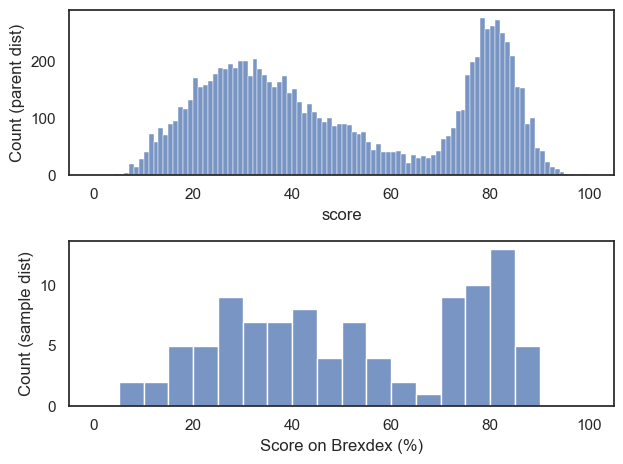 Count (parent dist)
200
100
0
0 20 40 60 80 100
score
Count (sample dist)
10
5
0
0 20 40 60 80 100
Score on Brexdex (%)